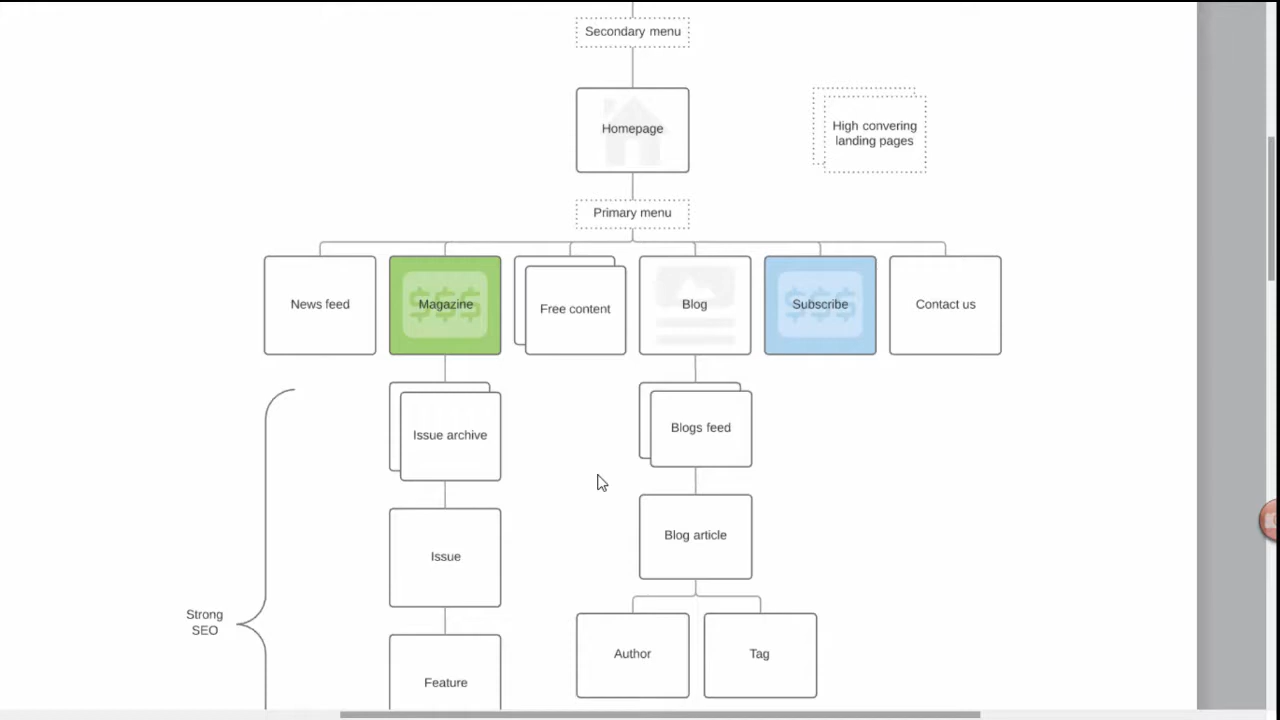 Secondary menu
Homepage
High convering
landing pages
Primary menu
News feed
$$$
Magazine
Free content
Blog
$$$
Subscribe
Contact us
Issue archive
Blogs feed
Issue
Blog article
Strong
SEO
Feature
Author
Tag